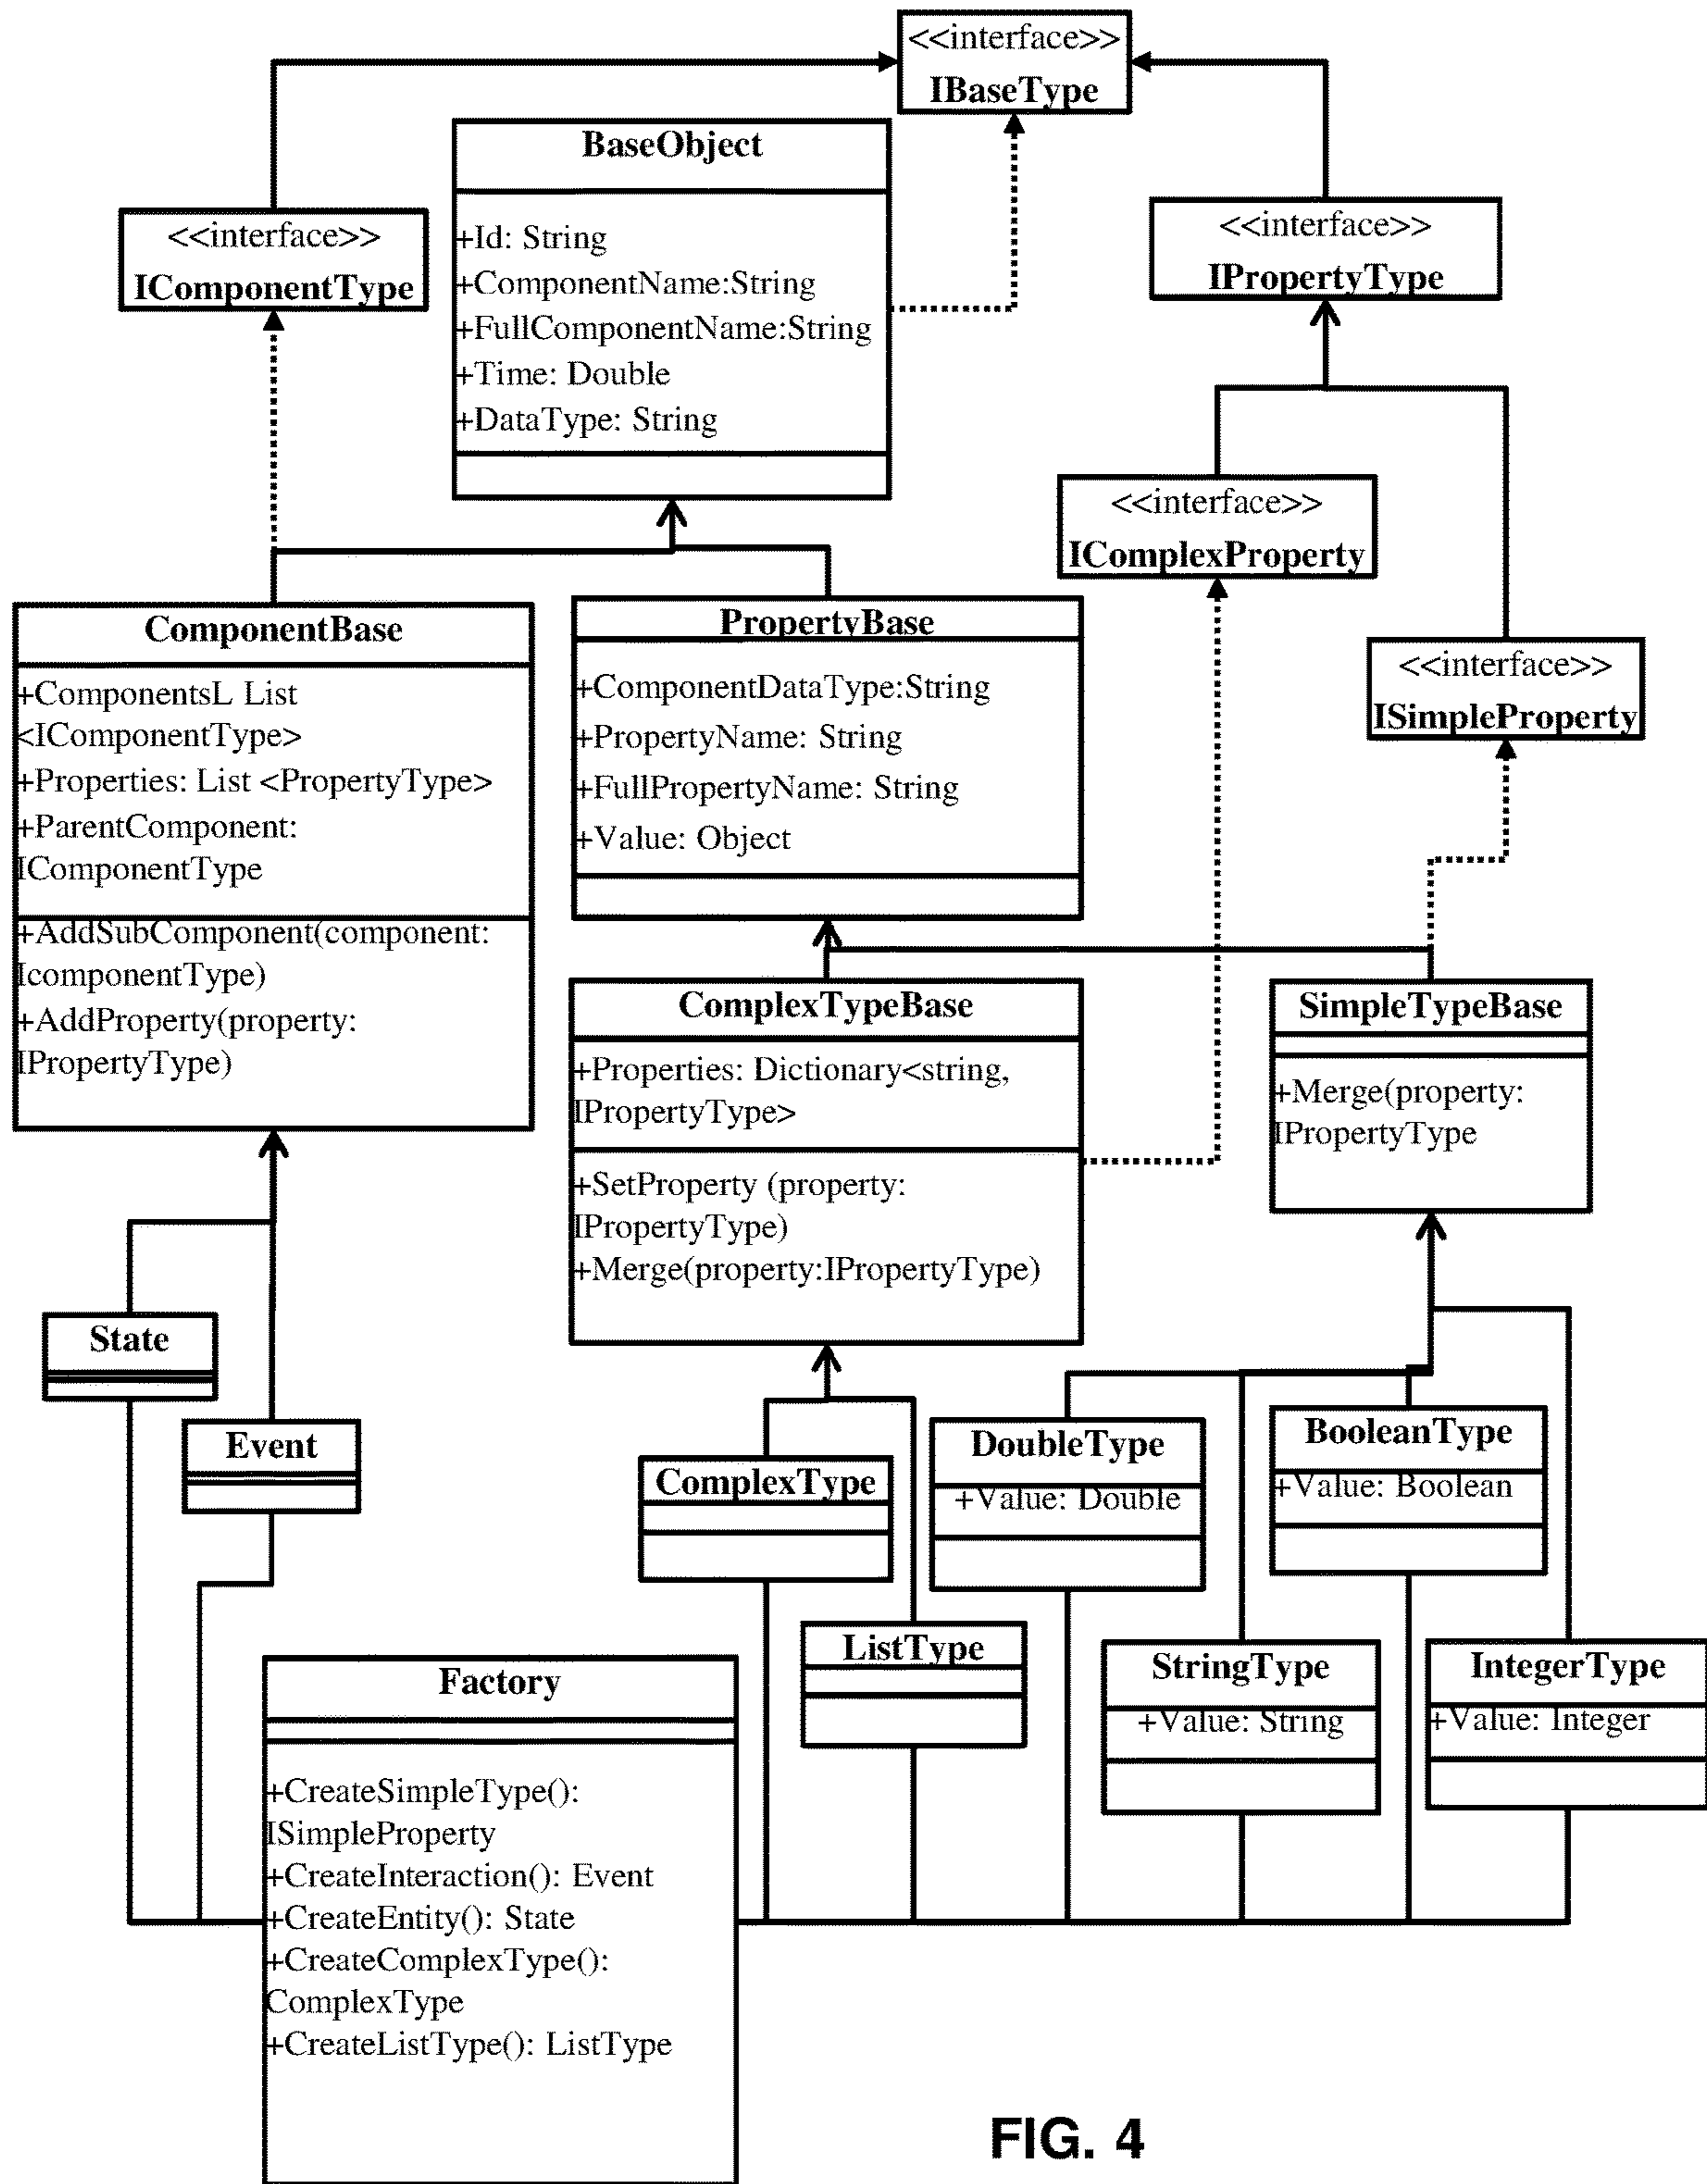 <<interface>>
IBaseType
BaseObject
+Id: String
+ComponentName:String
+FullComponentName:String
+Time: Double
+DataType: String
<<interface>>
IComponentType
<<interface>>
IPropertyType
<<interface>>
IComplexProperty
<<interface>>
ISimpleProperty
ComponentBase
+ComponentsL List
<IComponentType>
+Properties: List <PropertyType>
+ParentComponent:
IComponentType
+AddSubComponent(component:
IcomponentType)
+AddProperty(property:
IPropertyType)
PropertyBase
+ComponentDataType:String
+PropertyName: String
+FullPropertyName: String
+Value: Object
ComplexTypeBase
+Properties: Dictionary<string,
IPropertyType>
+SetProperty (property:
IPropertyType)
+Merge(property:IPropertyType)
SimpleTypeBase
+Merge(property:
IPropertyType
State
Event
ComplexType
ListType
DoubleType
+Value: Double
BooleanType
+Value: Boolean
StringType
+Value: String
IntegerType
+Value: Integer
Factory
+CreateSimpleType():
ISimpleProperty
+CreateInteraction(): Event
+CreateEntity(): State
+CreateComplexType():
ComplexType
+CreateListType(): ListType
FIG. 4